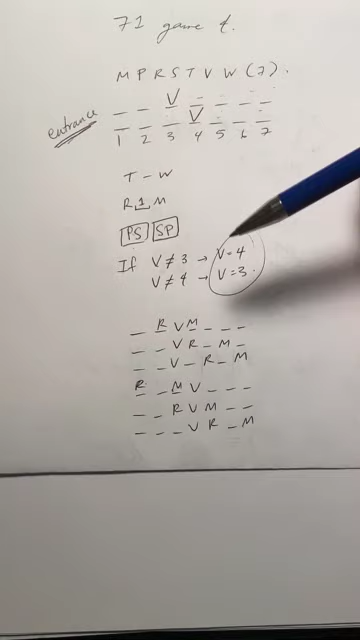 71 game 4.
M P R S T V W (7).
_ _ V _ _ _ _
entrance
_ _ _ V _ _ _
1 2 3 4 5 6 7
T - W
R 1 M
PS SP
If V ≠ 3 → V = 4
V ≠ 4 → V = 3.
_ R V M _ _ _
_ _ V R _ M _
_ _ V _ R _ M
R _ M V _ _ _
_ _ R V M _ _
_ _ _ V R _ M